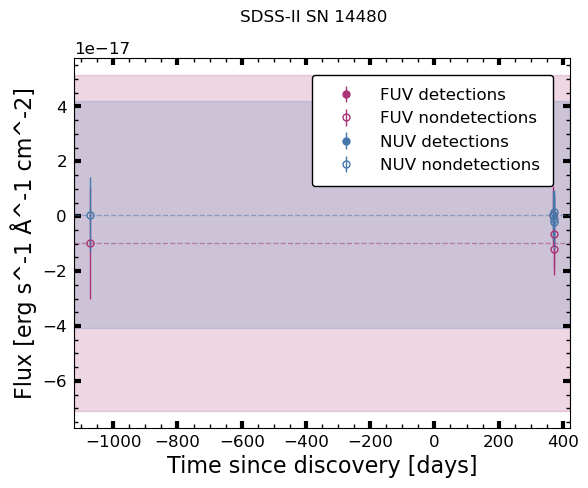 SDSS-II SN 14480
1e−17
FUV detections
FUV nondetections
NUV detections
NUV nondetections
4
2
0
−2
−4
−6
Flux [erg s^-1 Å^-1 cm^-2]
−1000 −800 −600 −400 −200 0 200 400
Time since discovery [days]